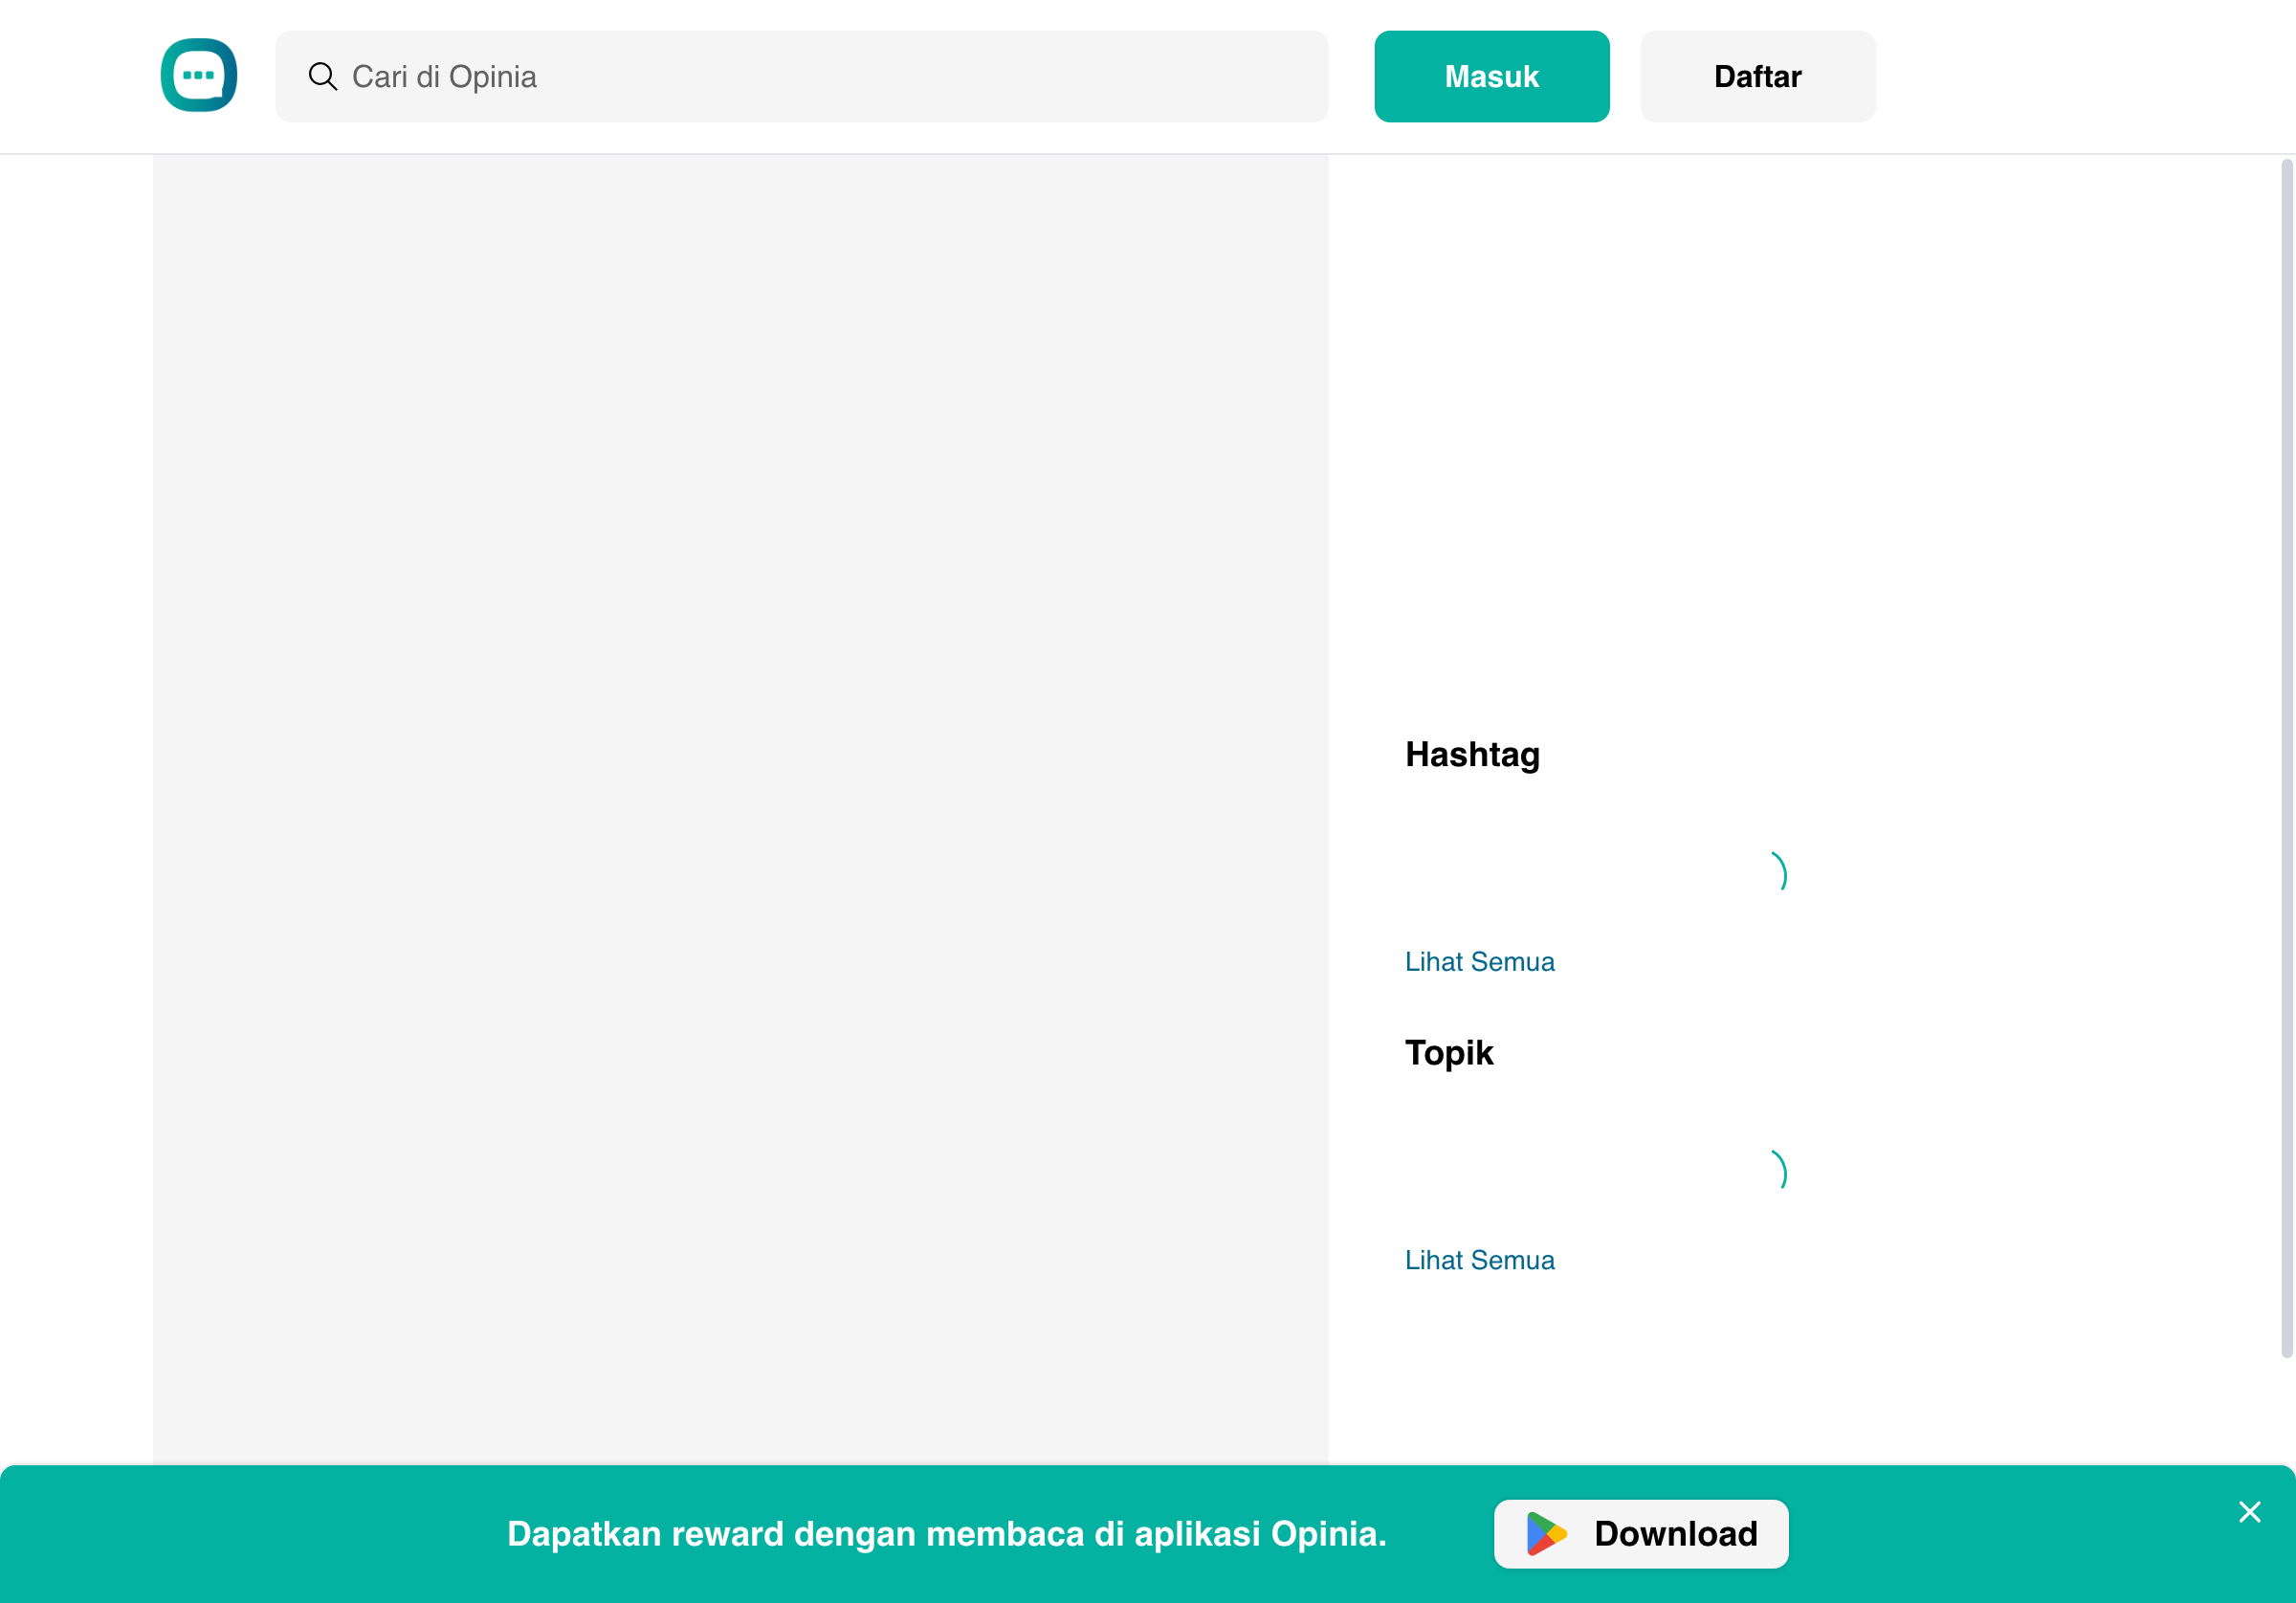 Cari di Opinia
Masuk
Daftar
Hashtag
Lihat Semua
Topik
Lihat Semua
Dapatkan reward dengan membaca di aplikasi Opinia.
Download